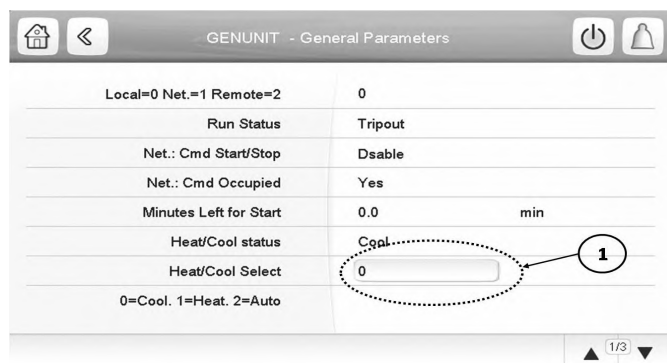 GENUNIT - General Parameters
Local=0 Net.=1 Remote=2 0
Run Status Tripout
Net.: Cmd Start/Stop Dsable
Net.: Cmd Occupied Yes
Minutes Left for Start 0.0 min
Heat/Cool status Cool
Heat/Cool Select 0
1
0=Cool. 1=Heat. 2=Auto
1/3